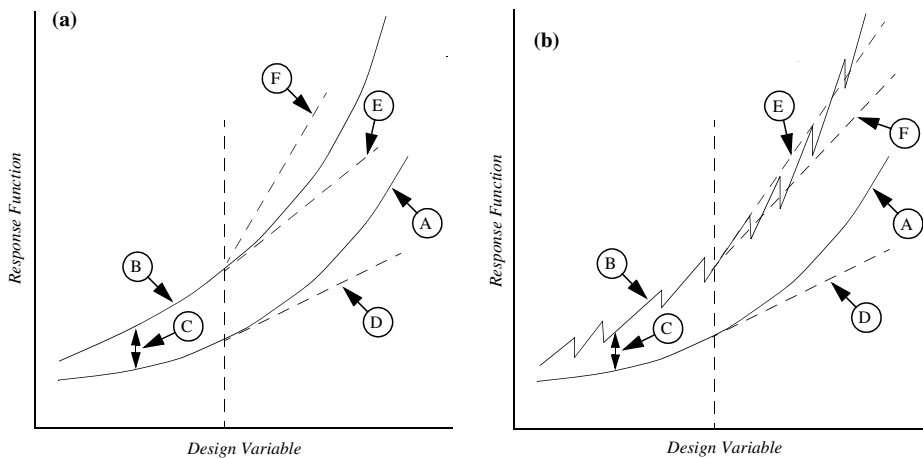 (a)
F
E
A
B
C
D
Response Function
Design Variable
(b)
E
F
A
B
C
D
Response Function
Design Variable